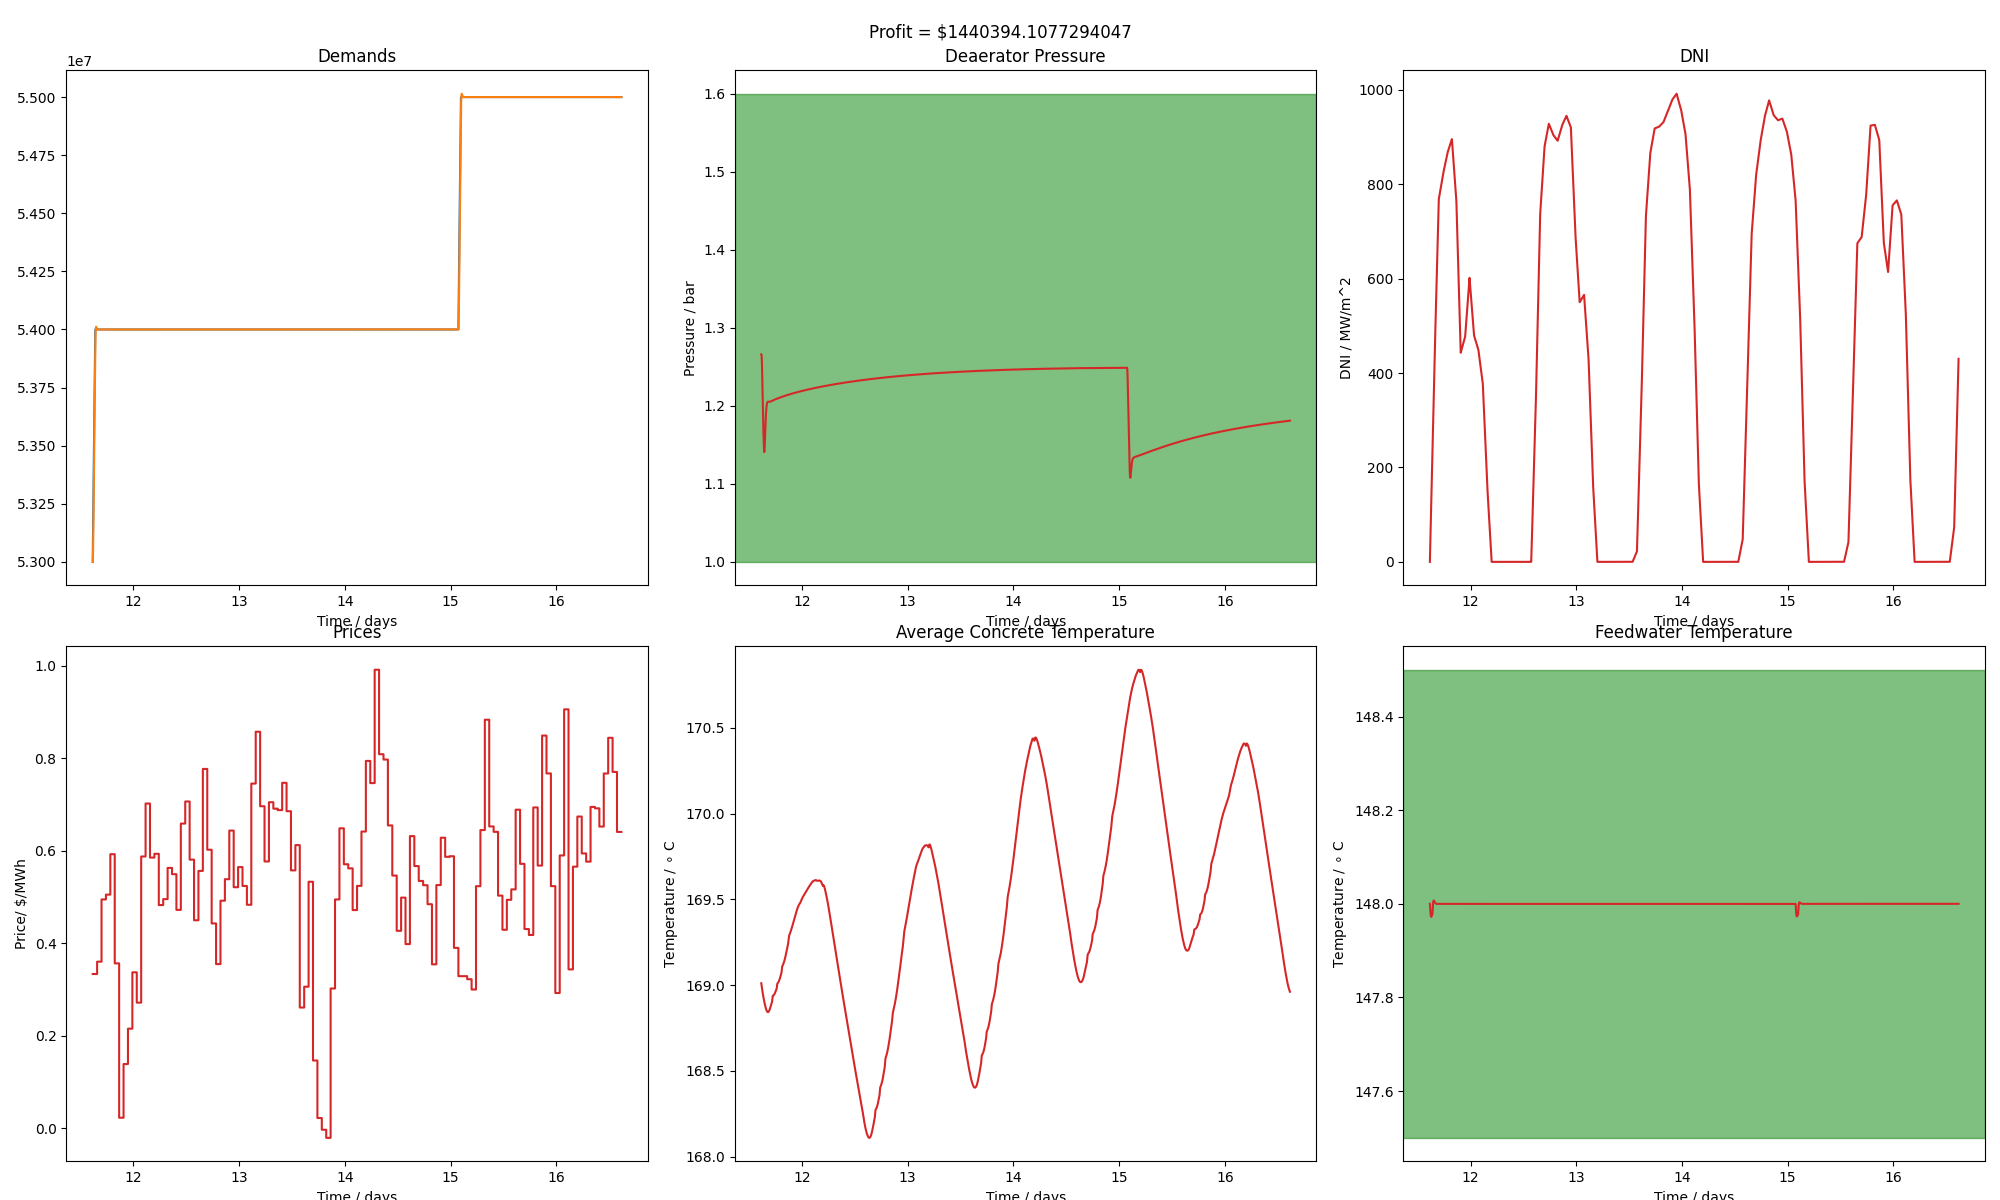 Profit = $1440394.1077294047
Demands
1e7
5.500
5.475
5.450
5.425
5.400
5.375
5.350
5.325
5.300
12 13 14 15 16
Time / days
Deaerator Pressure
Pressure / bar
1.6
1.5
1.4
1.3
1.2
1.1
1.0
12 13 14 15 16
Time / days
DNI
DNI / MW/m^2
1000
800
600
400
200
0
12 13 14 15 16
Time / days
Prices
Price/ $/MWh
1.0
0.8
0.6
0.4
0.2
0.0
12 13 14 15 16
Time / days
Average Concrete Temperature
Temperature / ∘ C
170.5
170.0
169.5
169.0
168.5
168.0
12 13 14 15 16
Time / days
Feedwater Temperature
Temperature / ∘ C
148.4
148.2
148.0
147.8
147.6
12 13 14 15 16
Time / days